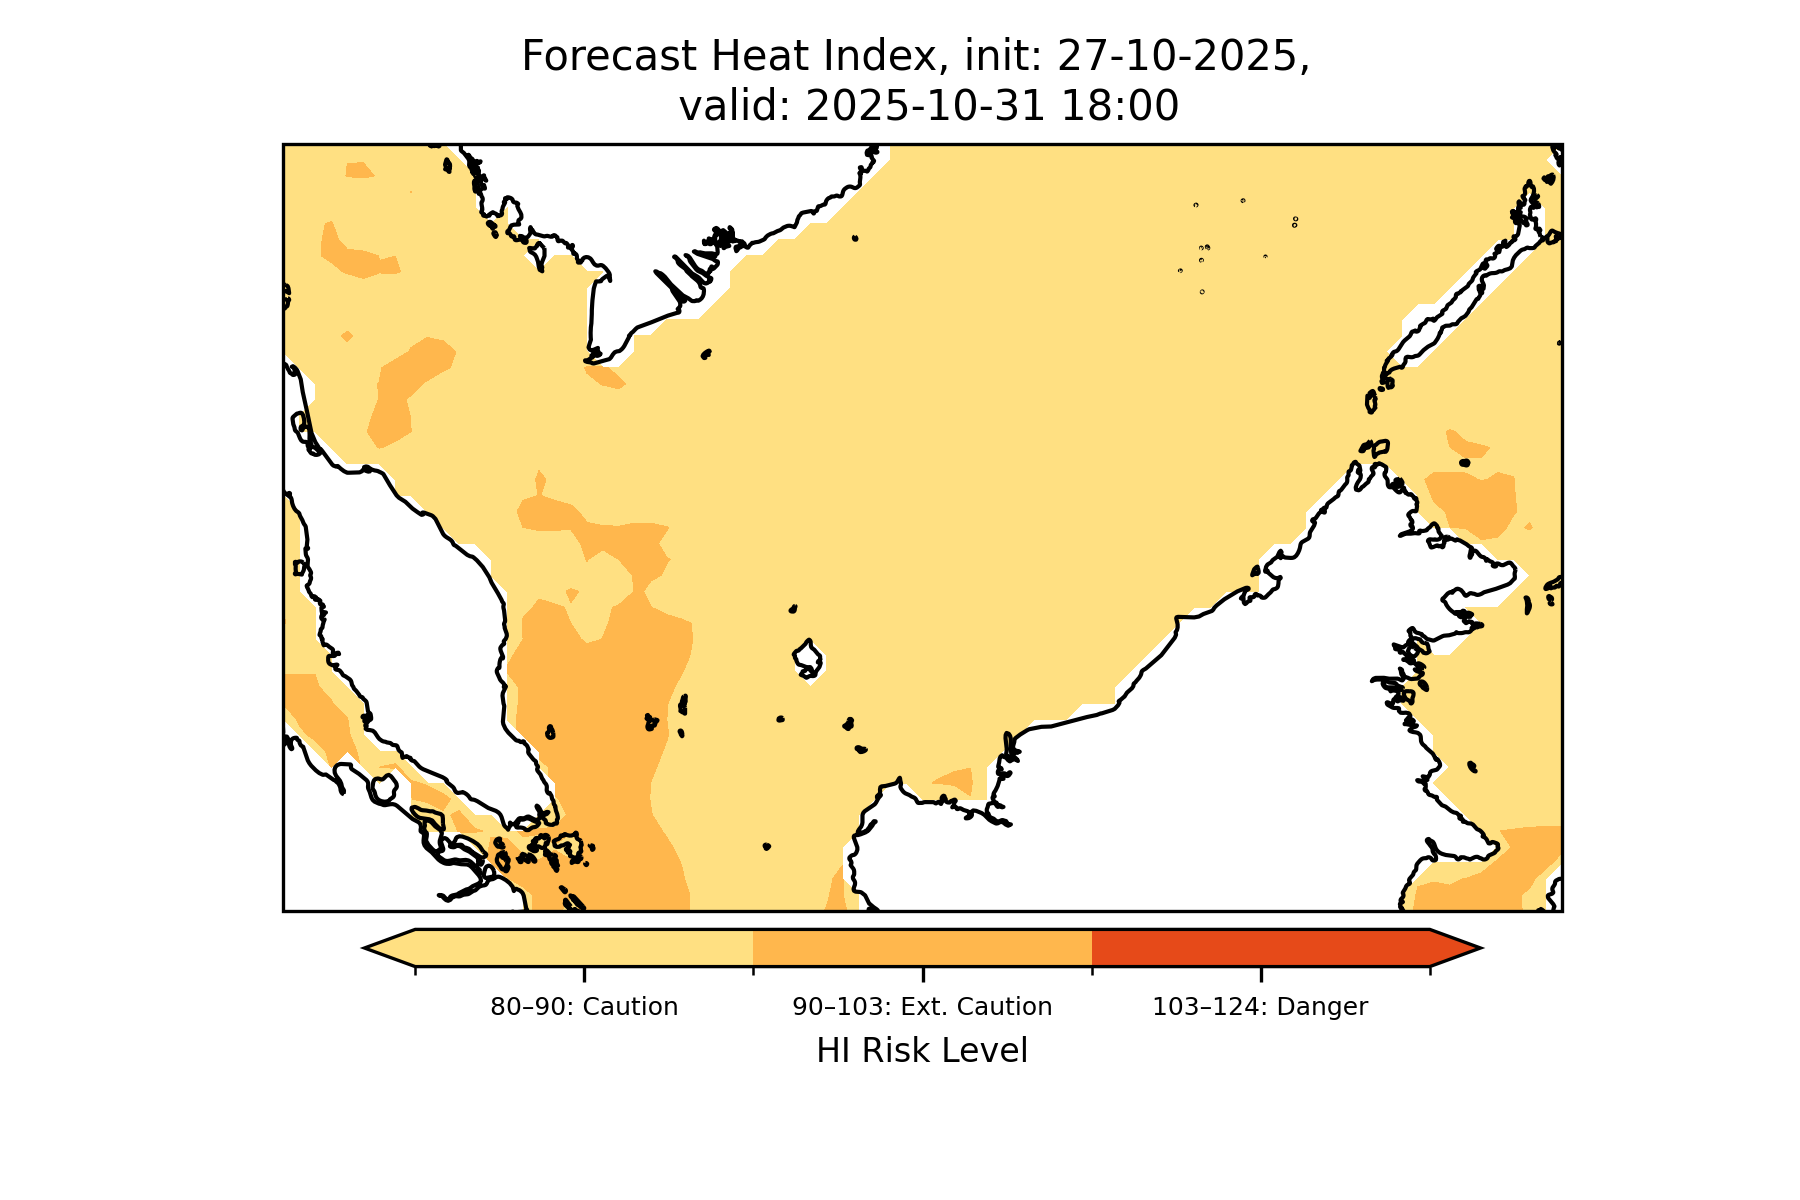 Forecast Heat Index, init: 27-10-2025,
valid: 2025-10-31 18:00
80–90: Caution
90–103: Ext. Caution
103–124: Danger
HI Risk Level